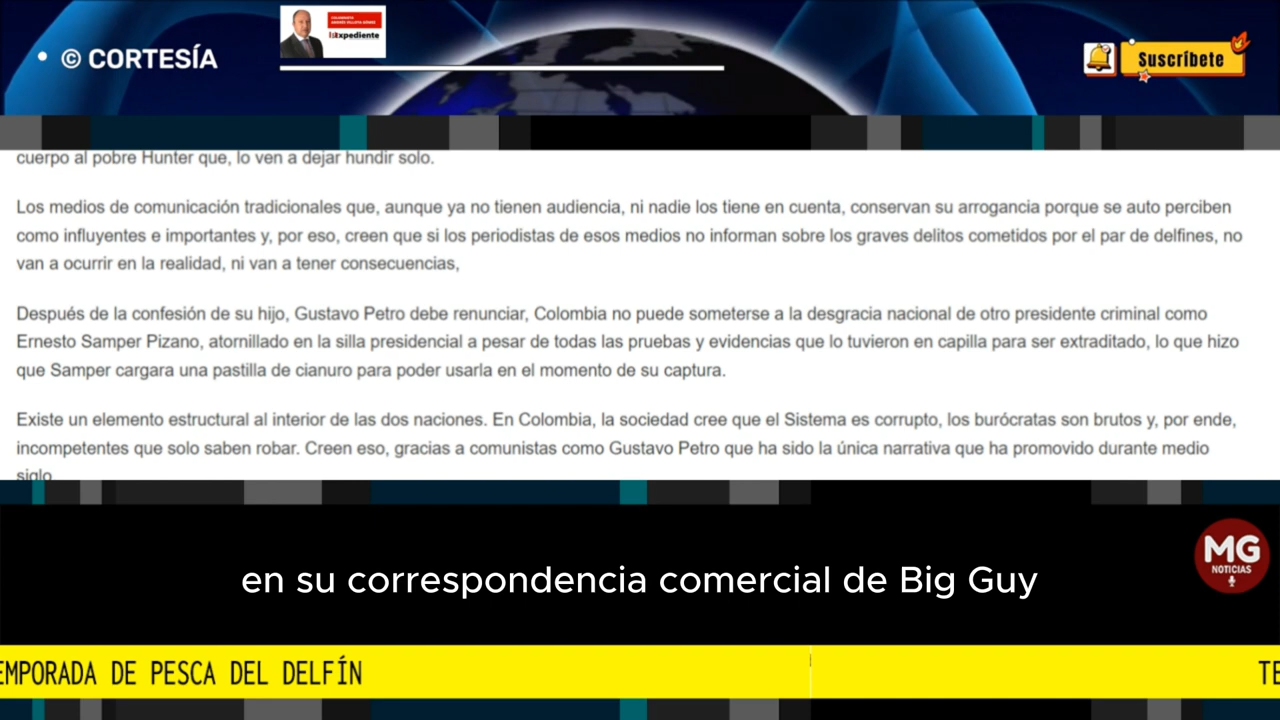 © CORTESÍA
COLUMNISTA
Expediente
Suscríbete
cuerpo al pobre Hunter que, lo ven a dejar hundir solo.
Los medios de comunicación tradicionales que, aunque ya no tienen audiencia, ni nadie los tiene en cuenta, conservan su arrogancia porque se auto perciben
como influyentes e importantes y, por eso, creen que si los periodistas de esos medios no informan sobre los graves delitos cometidos por el par de delfines, no
van a ocurrir en la realidad, ni van a tener consecuencias,
Después de la confesión de su hijo, Gustavo Petro debe renunciar, Colombia no puede someterse a la desgracia nacional de otro presidente criminal como
Ernesto Samper Pizano, atornillado en la silla presidencial a pesar de todas las pruebas y evidencias que lo tuvieron en capilla para ser extraditado, lo que hizo
que Samper cargara una pastilla de cianuro para poder usarla en el momento de su captura.
Existe un elemento estructural al interior de las dos naciones. En Colombia, la sociedad cree que el Sistema es corrupto, los burócratas son brutos y, por ende,
incompetentes que solo saben robar. Creen eso, gracias a comunistas como Gustavo Petro que ha sido la única narrativa que ha promovido durante medio
siglo
en su correspondencia comercial de Big Guy
MG
NOTICIAS
EMPORADA DE PESCA DEL DELFÍN
TE